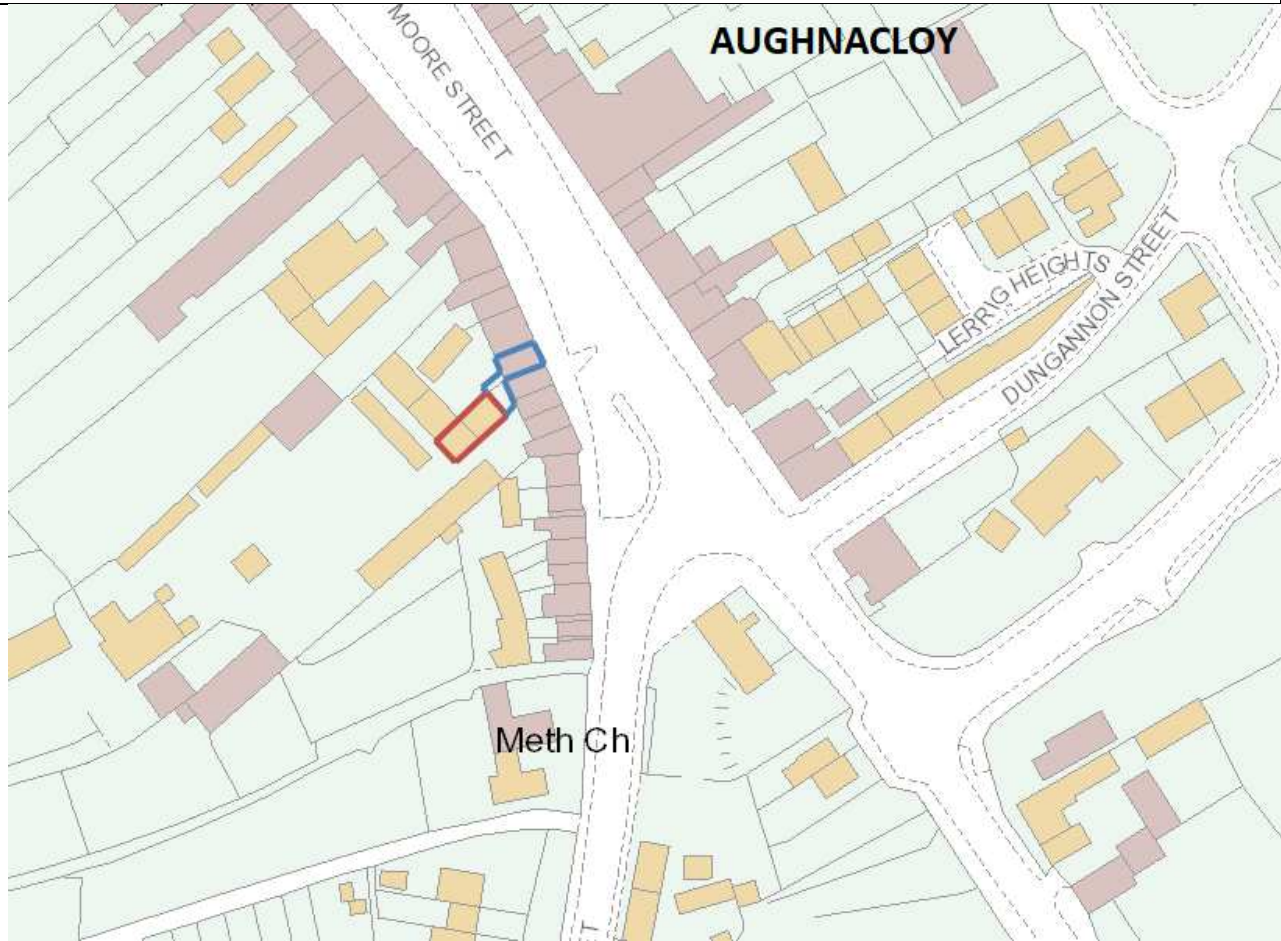 AUGHNACLOY
MOORE STREET
LERRIG HEIGHTS
DUNGANNON STREET
Meth Ch
T